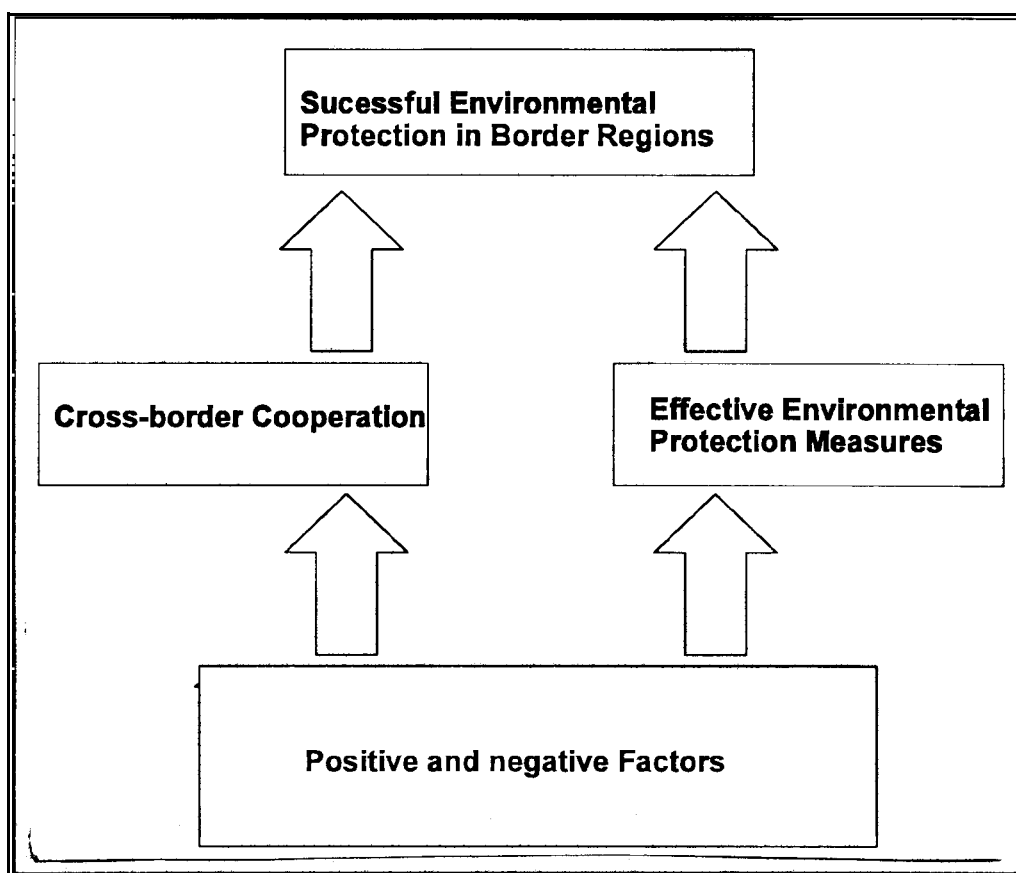 Sucessful Environmental
Protection in Border Regions
Cross-border Cooperation
Effective Environmental
Protection Measures
Positive and negative Factors